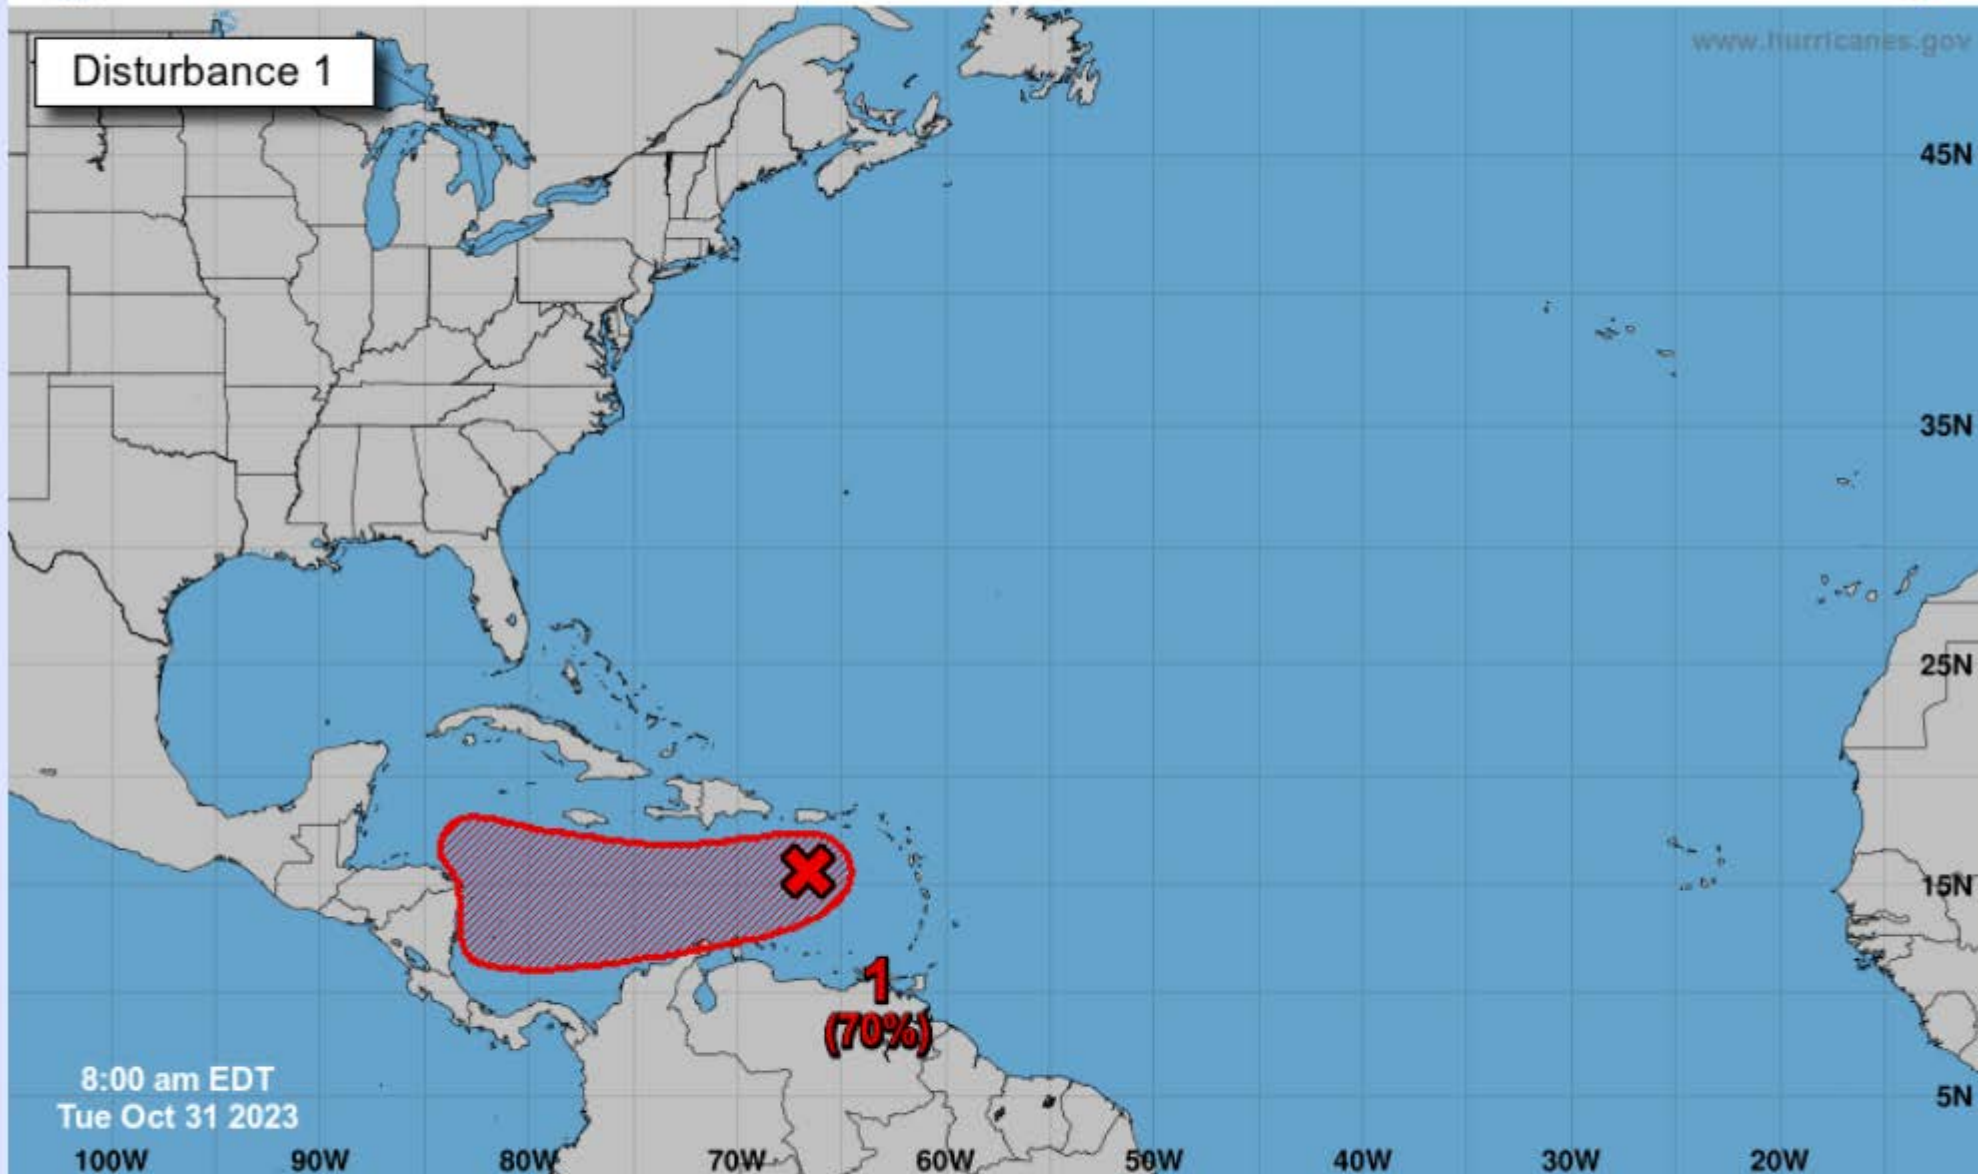 www.hurricanes.gov
Disturbance 1
45N
35N
25N
15N
1
(70%)
8:00 am EDT
Tue Oct 31 2023
5N
100W 90W 80W 70W 60W 50W 40W 30W 20W